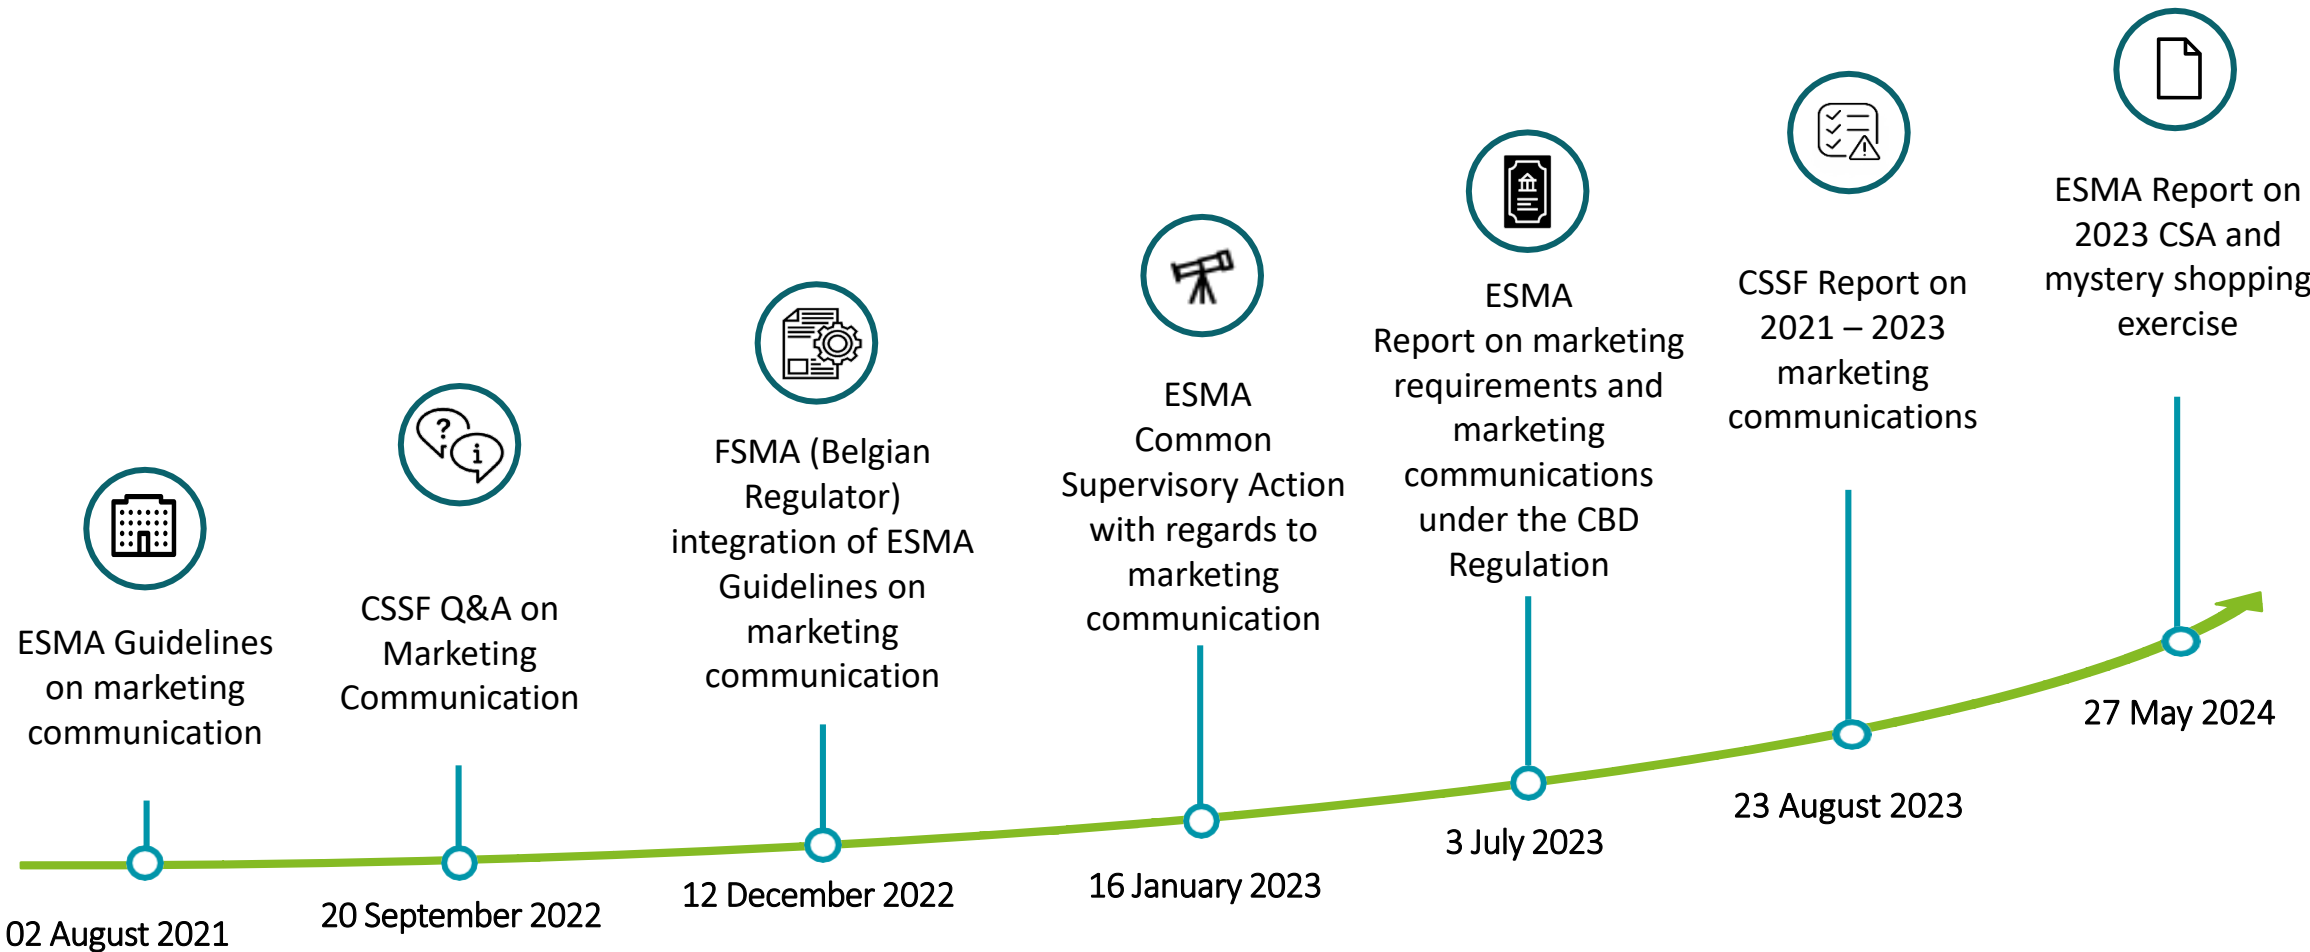 ESMA Guidelines
on marketing
communication
02 August 2021
?
i
CSSF Q&A on
Marketing
Communication
20 September 2022
FSMA (Belgian
Regulator)
integration of ESMA
Guidelines on
marketing
communication
12 December 2022
ESMA
Common
Supervisory Action
with regards to
marketing
communication
16 January 2023
ESMA
Report on marketing
requirements and
marketing
communications
under the CBD
Regulation
3 July 2023
CSSF Report on
2021 – 2023
marketing
communications
23 August 2023
ESMA Report on
2023 CSA and
mystery shopping
exercise
27 May 2024